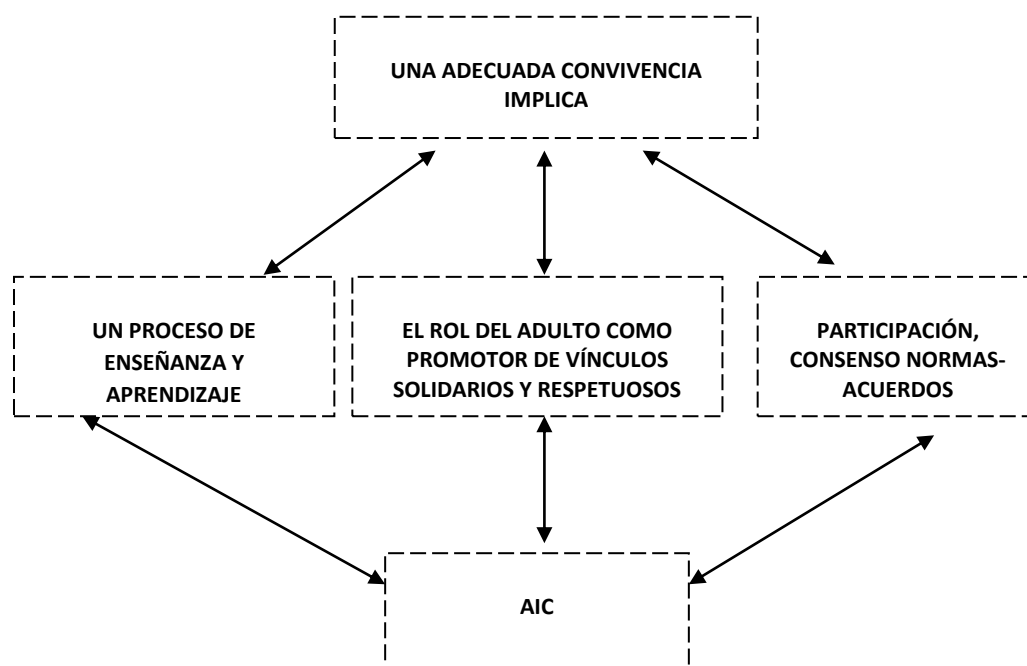 UNA ADECUADA CONVIVENCIA
IMPLICA
UN PROCESO DE
ENSEÑANZA Y
APRENDIZAJE
EL ROL DEL ADULTO COMO
PROMOTOR DE VÍNCULOS
SOLIDARIOS Y RESPETUOSOS
PARTICIPACIÓN,
CONSENSO NORMAS-
ACUERDOS
AIC